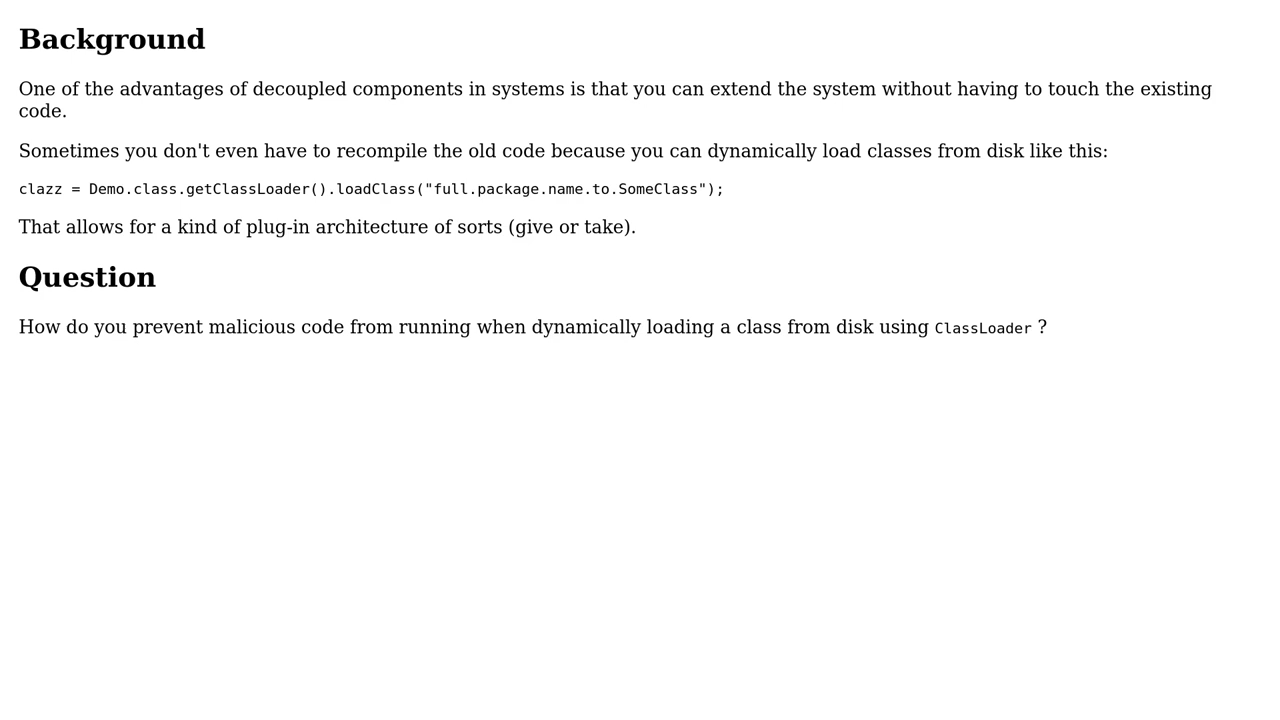 Background
One of the advantages of decoupled components in systems is that you can extend the system without having to touch the existing
code.
Sometimes you don't even have to recompile the old code because you can dynamically load classes from disk like this:
clazz = Demo.class.getClassLoader().loadClass("full.package.name.to.SomeClass");
That allows for a kind of plug-in architecture of sorts (give or take).
Question
How do you prevent malicious code from running when dynamically loading a class from disk using ClassLoader ?